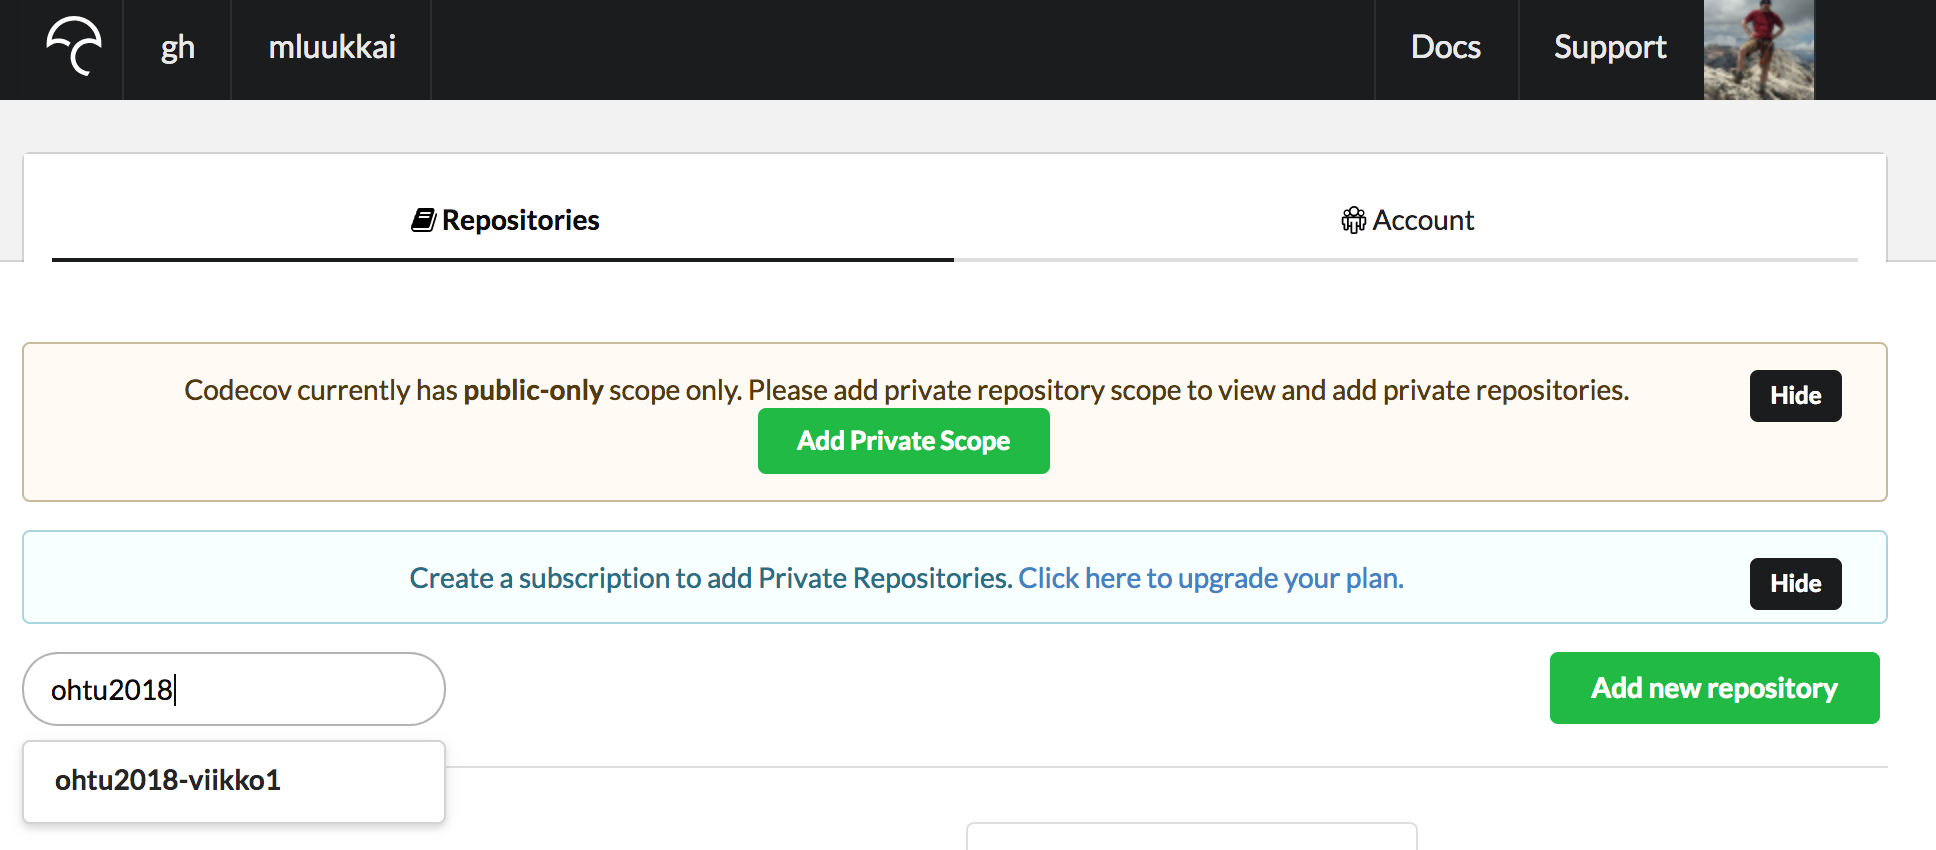 gh
mluukkai
Docs
Support
Repositories
Account
Codecov currently has public-only scope only. Please add private repository scope to view and add private repositories.
Hide
Add Private Scope
Create a subscription to add Private Repositories. Click here to upgrade your plan.
Hide
ohtu2018
Add new repository
ohtu2018-viikko1